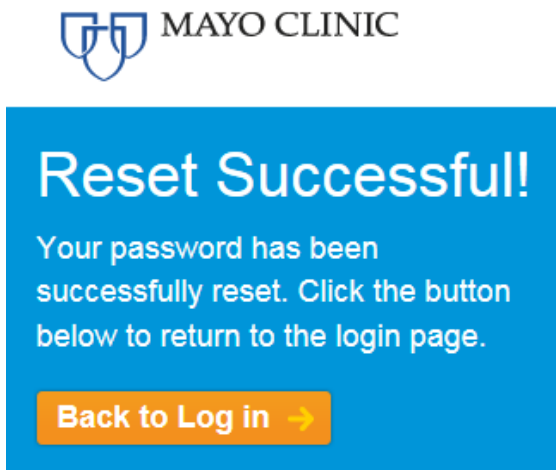 MAYO CLINIC
Reset Successful!
Your password has been
successfully reset. Click the button
below to return to the login page.
Back to Log in →